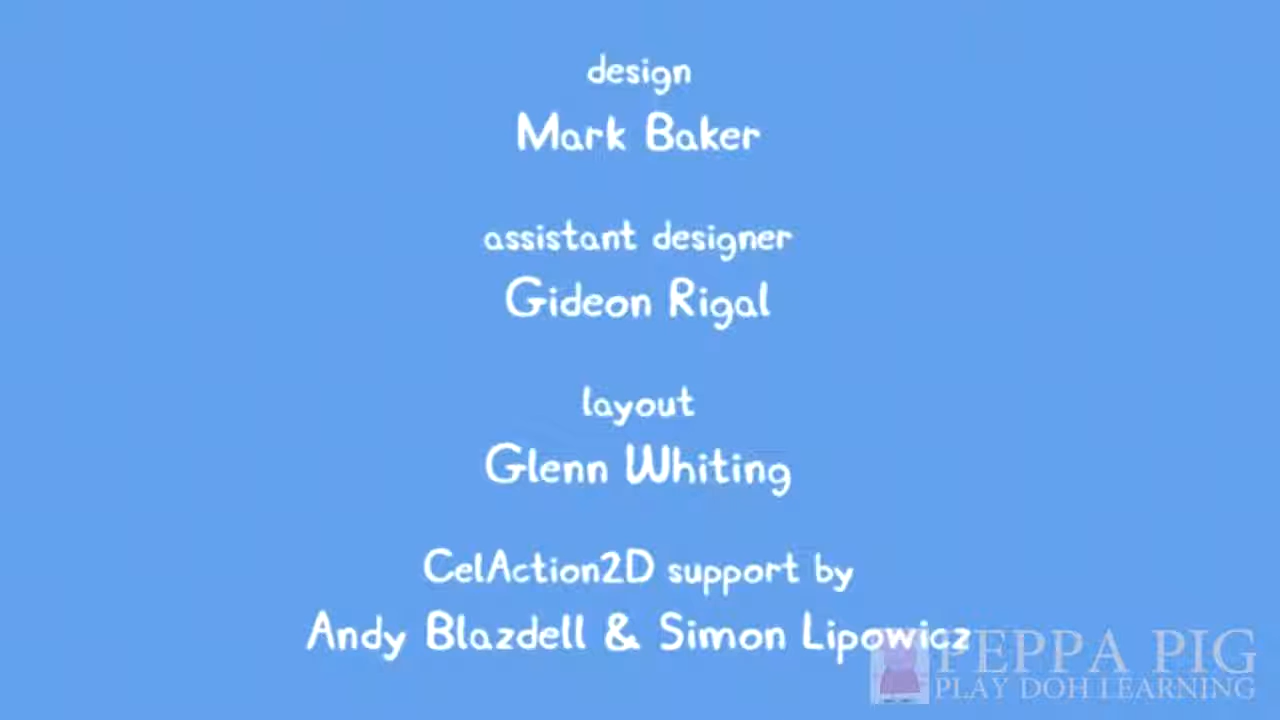 design
Mark Baker
assistant designer
Gideon Rigal
layout
Glenn Whiting
CelAction2D support by
Andy Blazdell & Simon Lipowicz
PEPPA PIG
PLAY DOH LEARNING